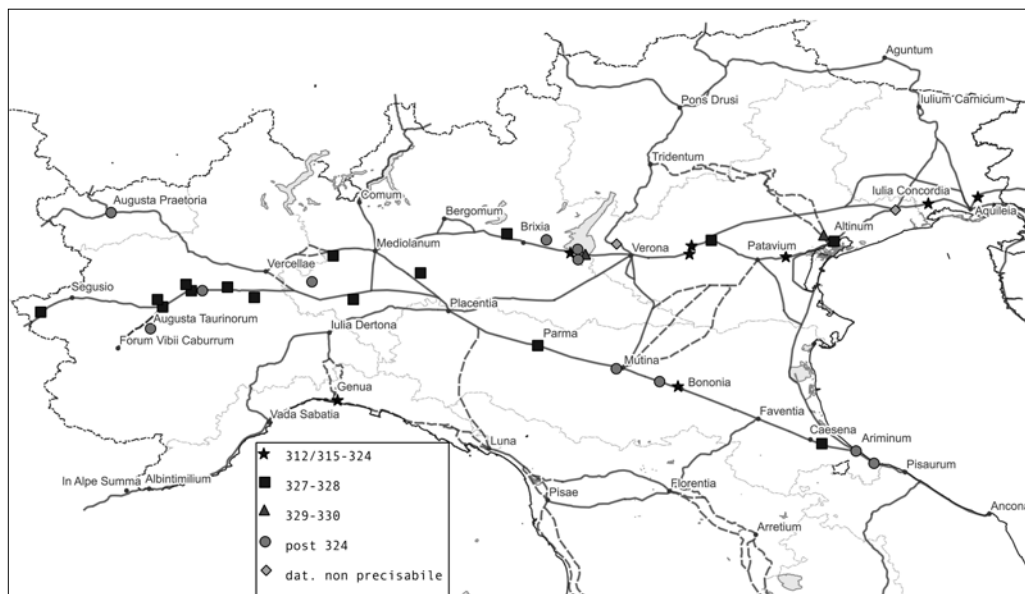 Aguntum
Pons Drusi
Iulium Carnicum
Tridentum
Augusta Praetoria
Comum
Iulia Concordia
Aquileia
Bergomum
Brixia
Altinum
Mediolanum
Verona
Patavium
Vercellae
Segusio
Placentia
Augusta Taurinorum
Iulia Dertona
Forum Vibii Caburrum
Parma
Mutina
Genua
Bononia
Vada Sabatia
Faventia
Caesena
Ariminum
Luna
Pisaurum
In Alpe Summa
Albintimilium
Pisae
Florentia
Ancona
Arretium
312/315-324
327-328
329-330
post 324
dat. non precisabile